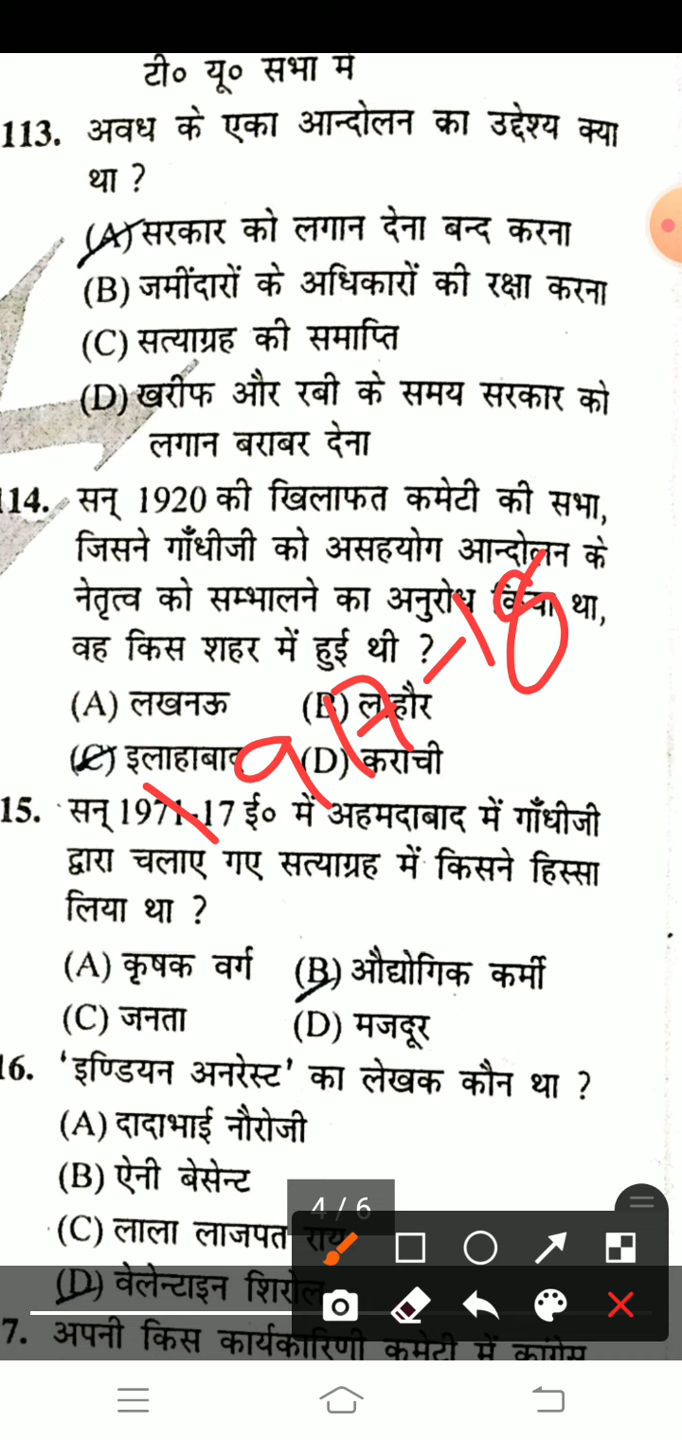 टी० यू० सभा में
113. अवध के एका आन्दोलन का उद्देश्य क्या
था ?
(A) सरकार को लगान देना बन्द करना
(B) जमींदारों के अधिकारों की रक्षा करना
(C) सत्याग्रह की समाप्ति
(D) खरीफ और रबी के समय सरकार को
लगान बराबर देना
114. सन् 1920 की खिलाफत कमेटी की सभा,
जिसने गाँधीजी को असहयोग आन्दोलन के
नेतृत्व को सम्भालने का अनुरोध किया था,
वह किस शहर में हुई थी ?
(A) लखनऊ (B) लाहौर
(C) इलाहाबाद (D) कराची
1917-18
15. सन् 1971-17 ई० में अहमदाबाद में गाँधीजी
द्वारा चलाए गए सत्याग्रह में किसने हिस्सा
लिया था ?
(A) कृषक वर्ग (B) औद्योगिक कर्मी
(C) जनता (D) मजदूर
16. 'इण्डियन अनरेस्ट' का लेखक कौन था ?
(A) दादाभाई नौरोजी
(B) ऐनी बेसेन्ट
4 / 6
(C) लाला लाजपत राय
(D) वेलेन्टाइन शिरोल
7. अपनी किस कार्यकारिणी कमेटी में कांग्रेस